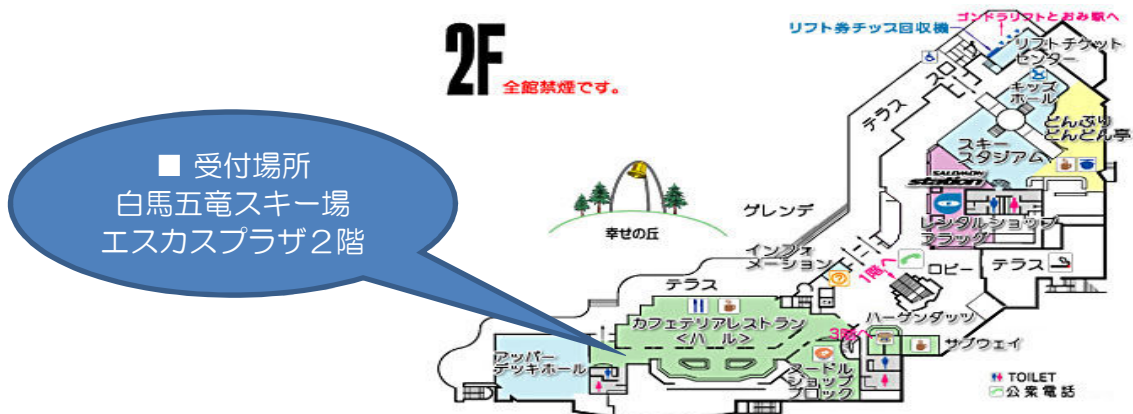 2F
全館禁煙です。
ゴンドラリフトとおみ駅へ
リフト券チップ回収機
リフトチケット
センター
スロープ
キッズ
ホール
テラス
どんぶり
どんどん亭
スキー
スタジアム
SALOMON
station
■ 受付場所
白馬五竜スキー場
エスカスプラザ２階
幸せの丘
ゲレンデ
レンタルショップ
フラッグ
インフォ
メーション
1階へ
ロビー
テラス
テラス
ハーゲンダッツ
カフェテリアレストラン
<ハ ル>
3階へ
サブウェイ
アッパー
デッキホール
ヌードル
ショップ
ブロック
TOILET
公衆電話